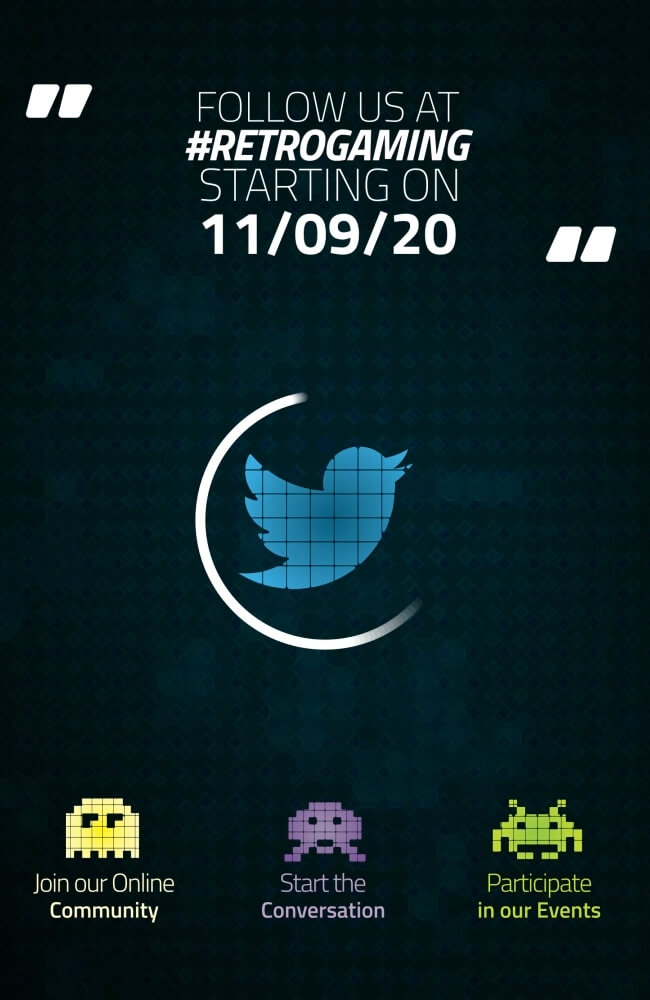 FOLLOW US AT
#RETROGAMING
STARTING ON
11/09/20
Join our Online
Community
Start the
Conversation
Participate
in our Events